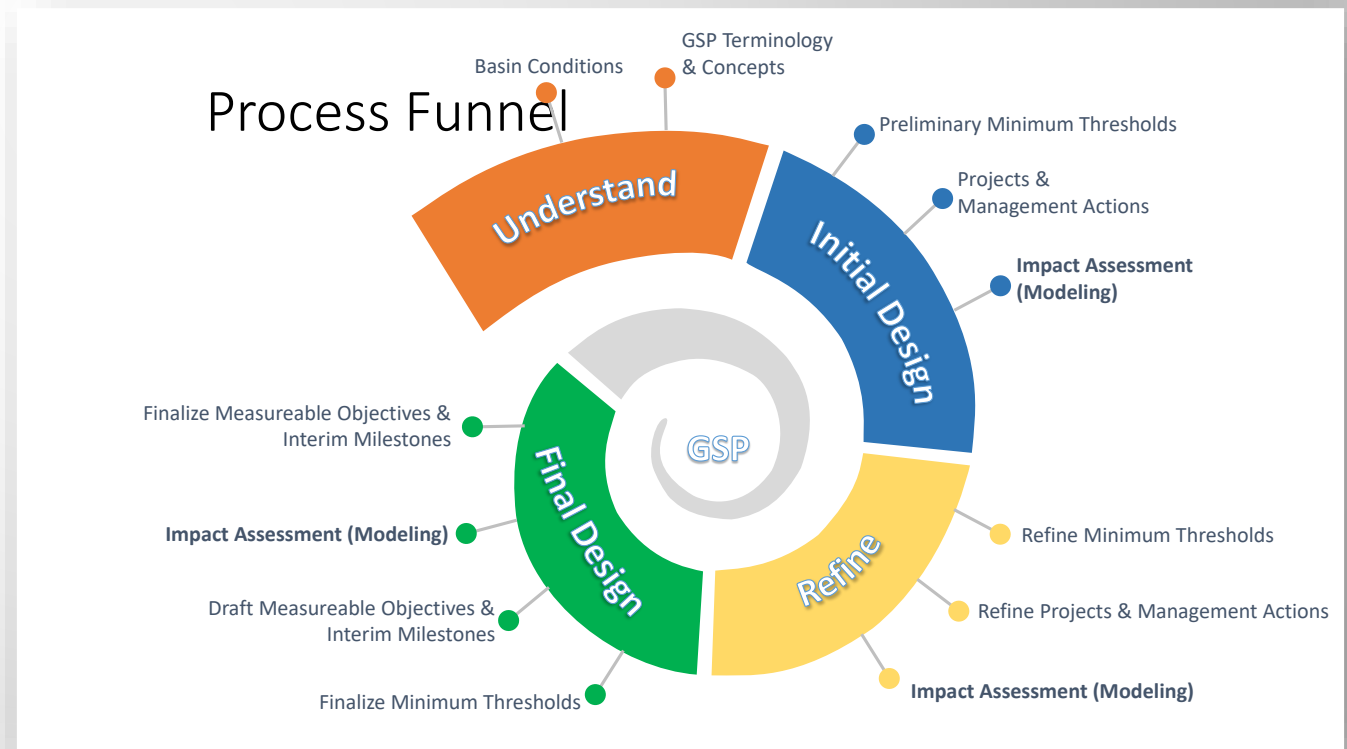 Process Funnel
Basin Conditions
GSP Terminology
& Concepts
Understand
Preliminary Minimum Thresholds
Projects &
Management Actions
Impact Assessment
(Modeling)
Initial Design
Refine Minimum Thresholds
Refine Projects & Management Actions
Impact Assessment (Modeling)
Refine
Finalize Minimum Thresholds
Draft Measureable Objectives &
Interim Milestones
Impact Assessment (Modeling)
Finalize Measureable Objectives &
Interim Milestones
Final Design
GSP